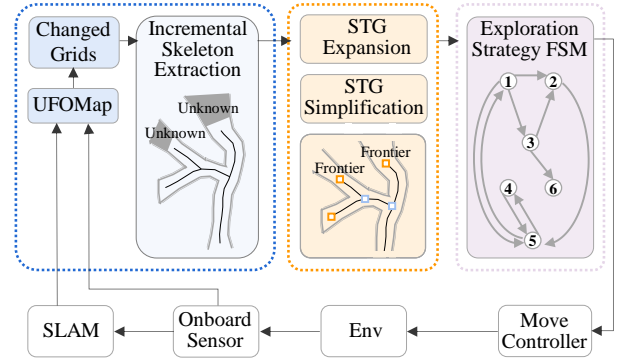 Changed
Grids
UFOMap
Incremental
Skeleton
Extraction
Unknown
Unknown
STG
Expansion
STG
Simplification
Frontier
Frontier
Exploration
Strategy FSM
1
2
3
4
6
5
SLAM
Onboard
Sensor
Env
Move
Controller